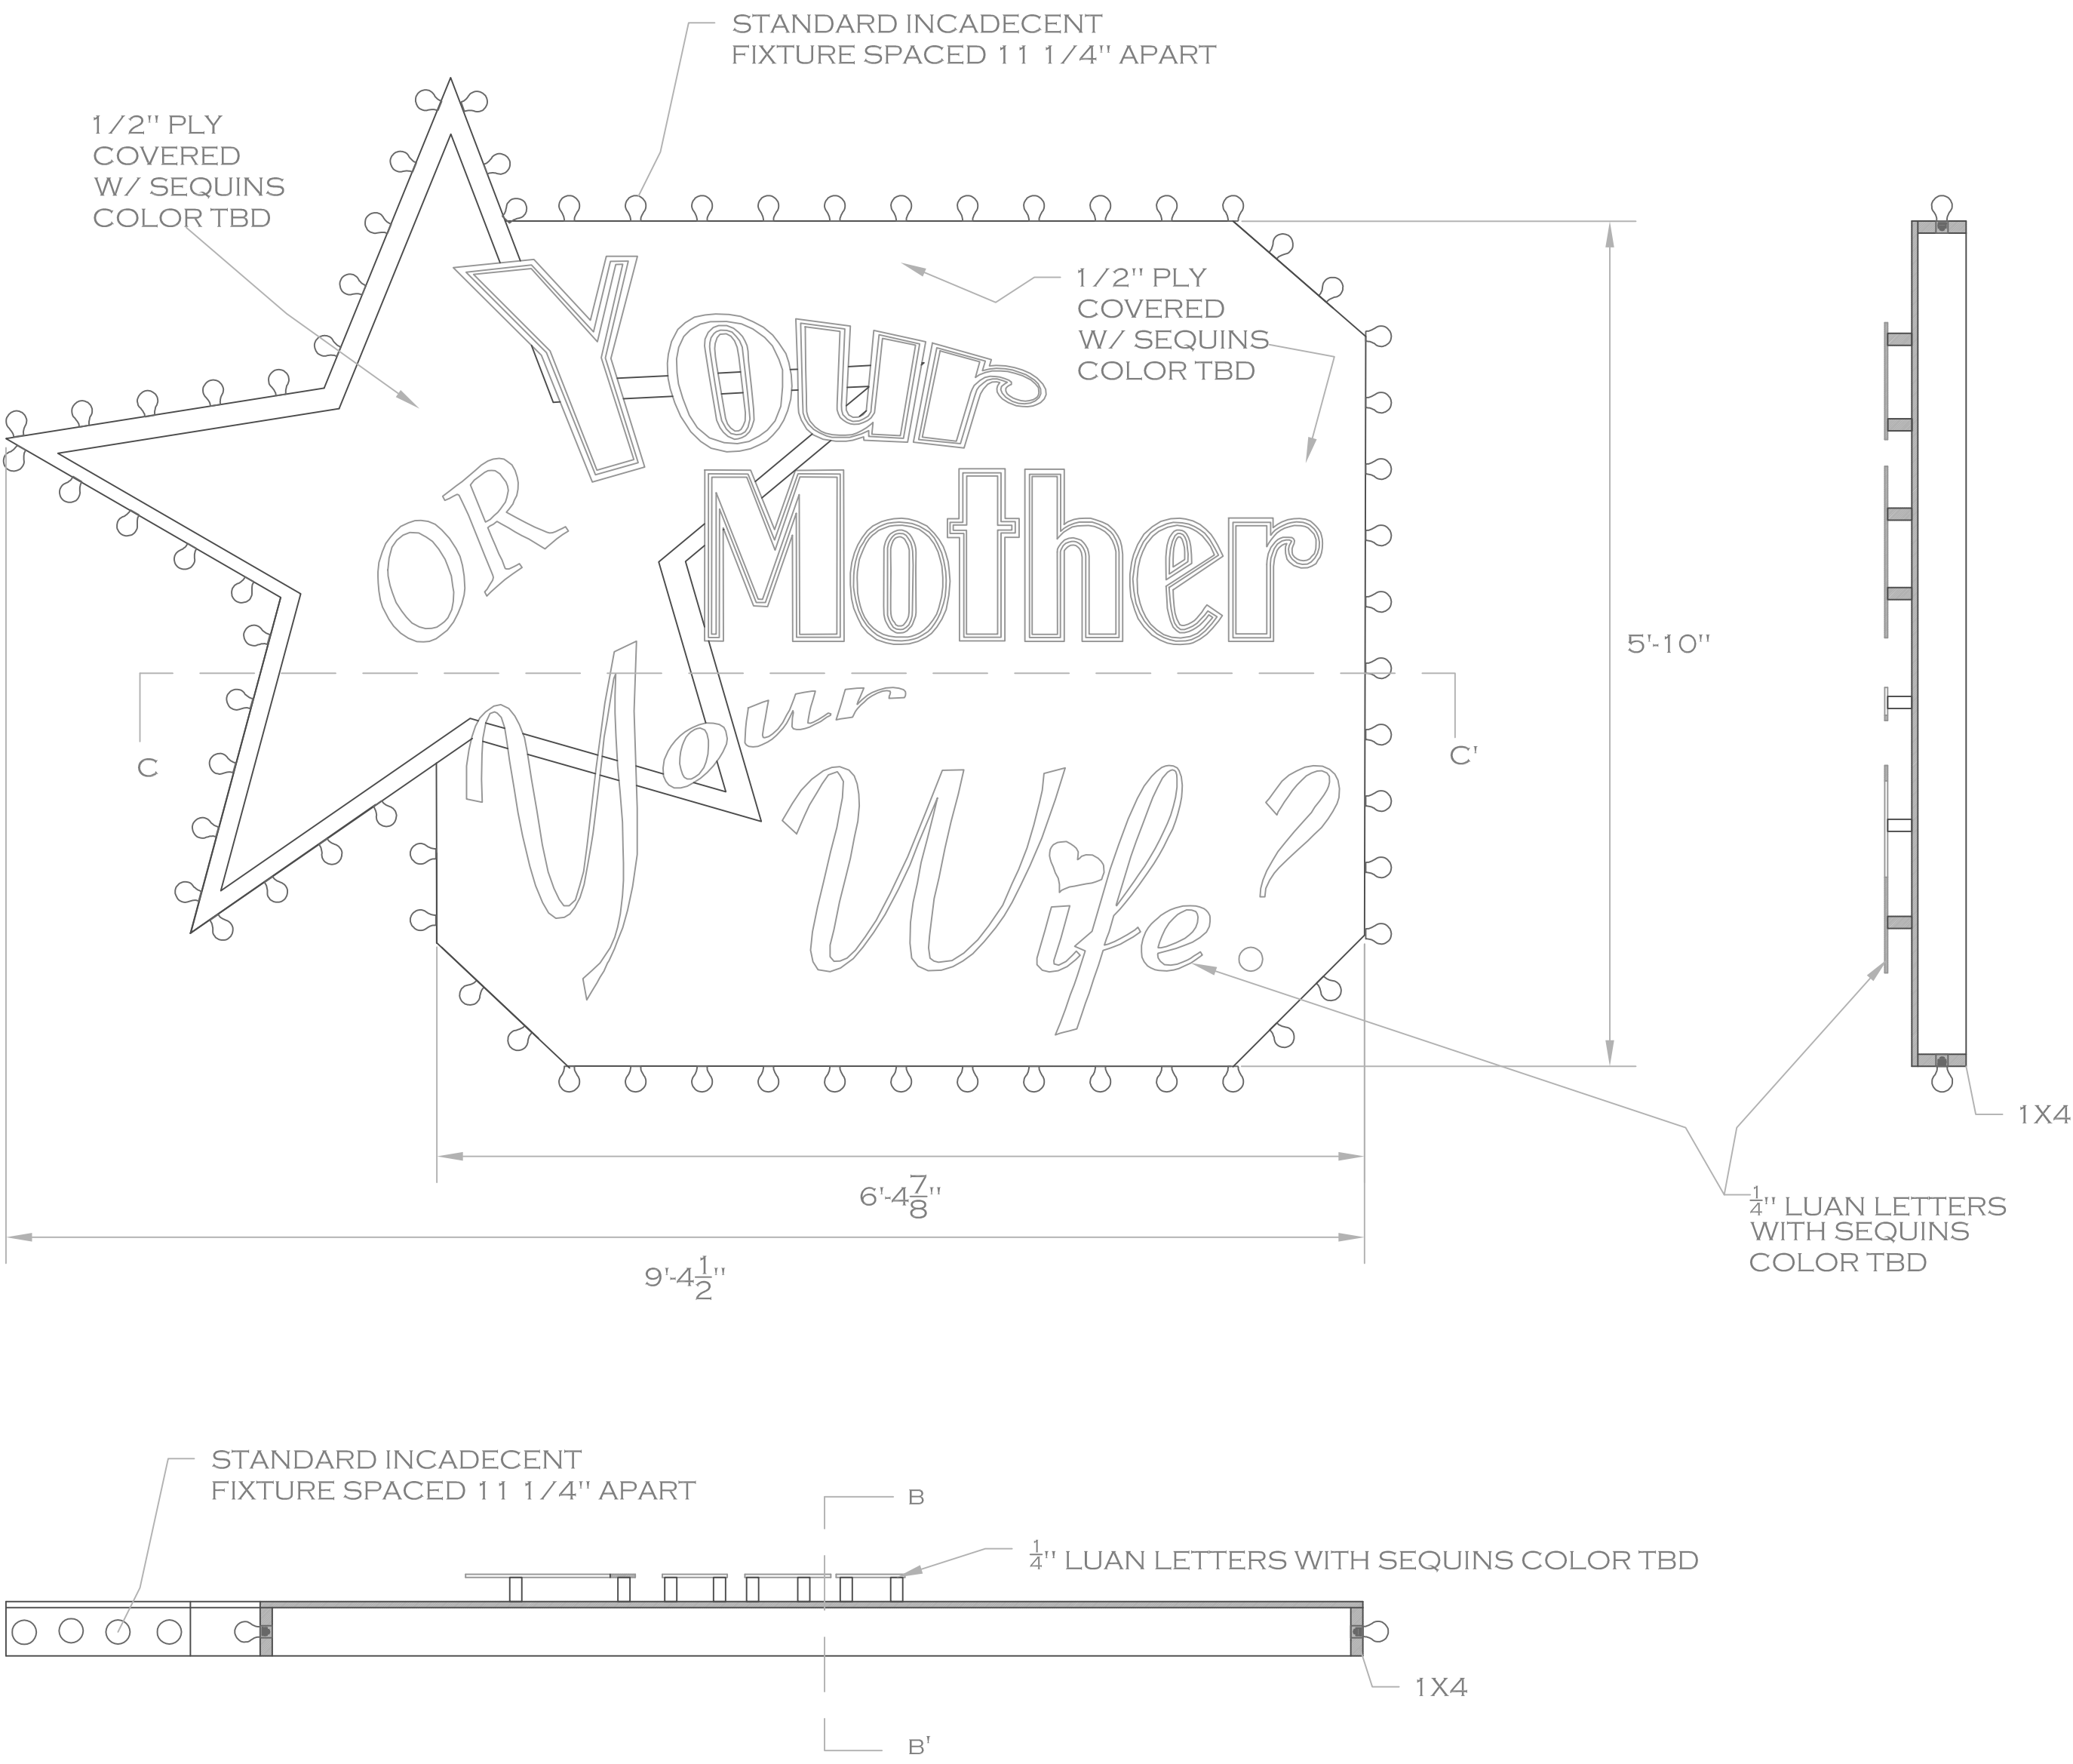 STANDARD INCADECENT
FIXTURE SPACED 11 1/4" APART
1/2" PLY
COVERED
W/ SEQUINS
COLOR TBD
1/2" PLY
COVERED
W/ SEQUINS
COLOR TBD
Your
OR
Mother
Your
Wife?
5'-10"
C
C'
1X4
6'-4 7/8"
9'-4 1/2"
1/4" LUAN LETTERS
WITH SEQUINS
COLOR TBD
STANDARD INCADECENT
FIXTURE SPACED 11 1/4" APART
B
1/4" LUAN LETTERS WITH SEQUINS COLOR TBD
1X4
B'